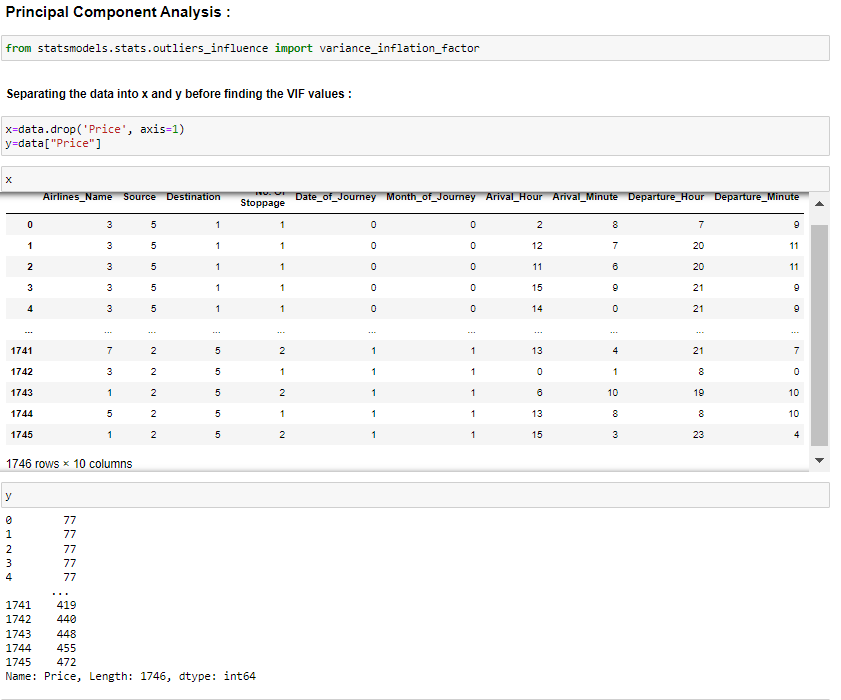 Principal Component Analysis :
from statsmodels.stats.outliers_influence import variance_inflation_factor
Separating the data into x and y before finding the VIF values :
x=data.drop('Price', axis=1)
y=data["Price"]
x
Airlines_Name Source Destination No. Of Stoppage Date_of_Journey Month_of_Journey Arival_Hour Arival_Minute Departure_Hour Departure_Minute
0 3 5 1 1 0 0 2 8 7 9
1 3 5 1 1 0 0 12 7 20 11
2 3 5 1 1 0 0 11 6 20 11
3 3 5 1 1 0 0 15 9 21 9
4 3 5 1 1 0 0 14 0 21 9
... ... ... ... ... ... ... ... ... ... ...
1741 7 2 5 2 1 1 13 4 21 7
1742 3 2 5 1 1 1 0 1 8 0
1743 1 2 5 2 1 1 6 10 19 10
1744 5 2 5 1 1 1 13 8 8 10
1745 1 2 5 2 1 1 15 3 23 4
1746 rows × 10 columns
y
0 77
1 77
2 77
3 77
4 77
...
1741 419
1742 440
1743 448
1744 455
1745 472
Name: Price, Length: 1746, dtype: int64